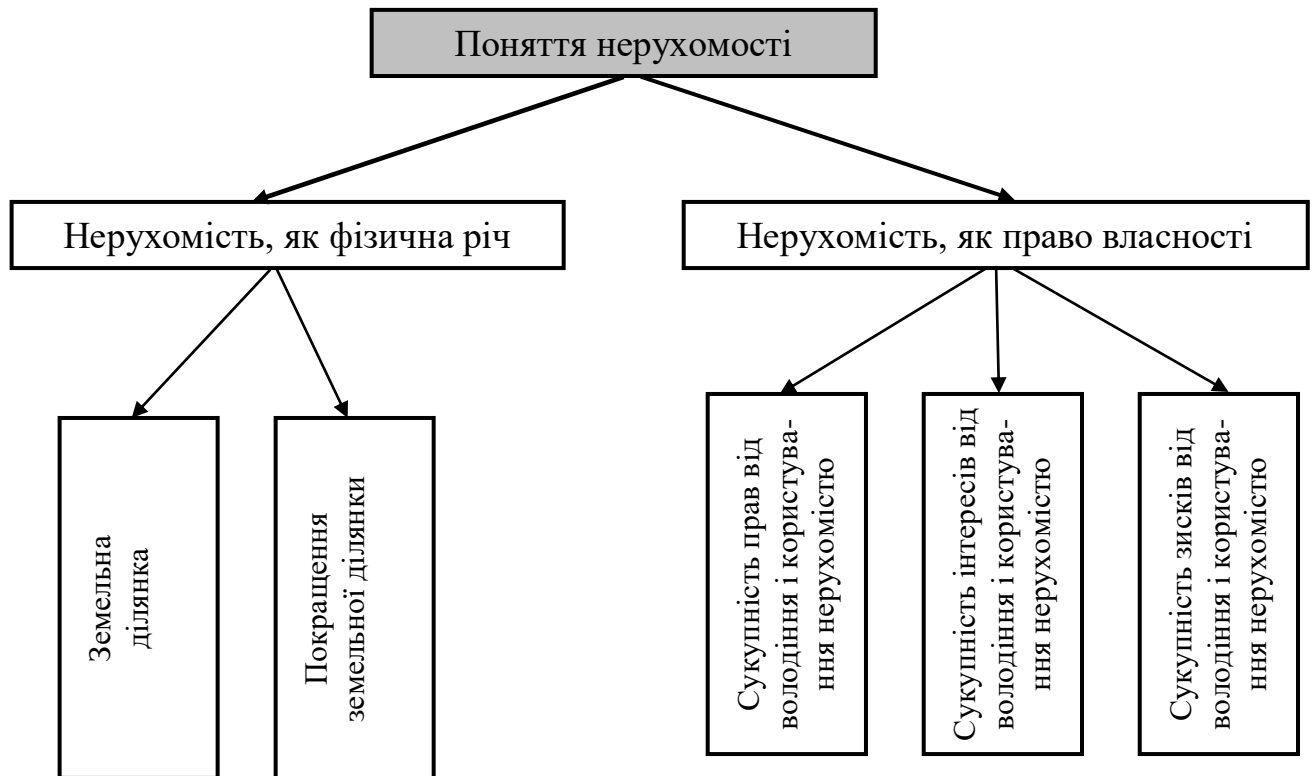 Поняття нерухомості
Нерухомість, як фізична річ
Нерухомість, як право власності
Земельна
ділянка
Покращення
земельної ділянки
Сукупність прав від
володіння і користува-
ння нерухомістю
Сукупність інтересів від
володіння і користува-
ння нерухомістю
Сукупність зисків від
володіння і користува-
ння нерухомістю